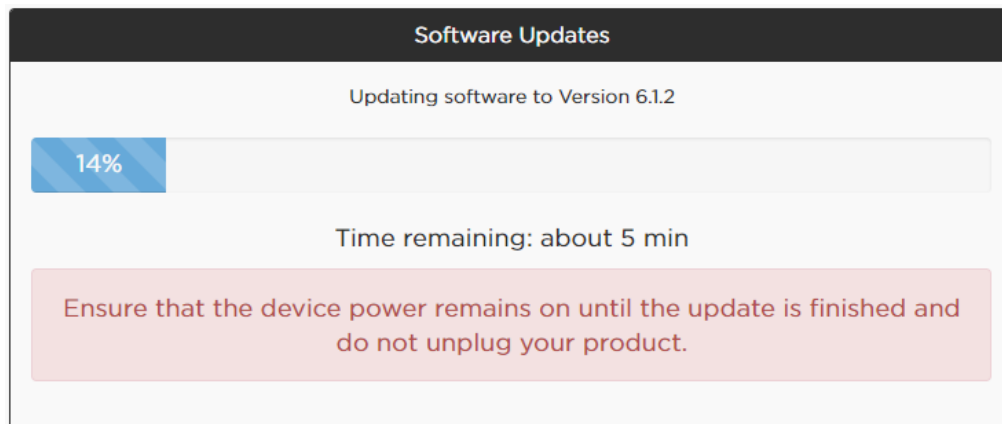 Software Updates
Updating software to Version 6.1.2
14%
Time remaining: about 5 min
Ensure that the device power remains on until the update is finished and
do not unplug your product.